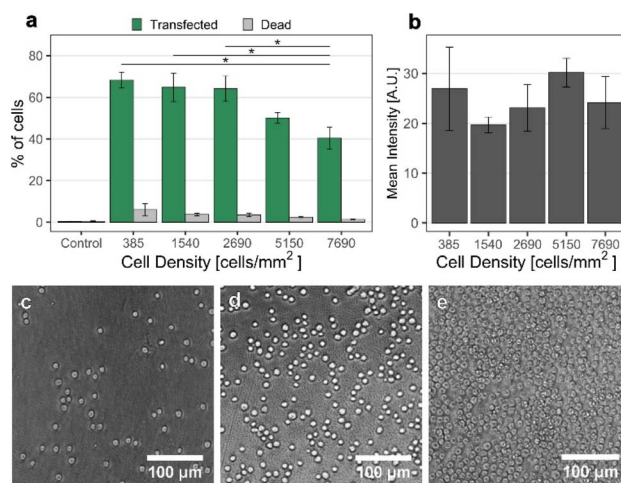 a
Transfected
Dead
*
*
*
% of cells
80
60
40
20
0
Control
385
1540
2690
5150
7690
Cell Density [cells/mm²]
b
Mean Intensity [A.U.]
30
20
10
0
385
1540
2690
5150
7690
Cell Density [cells/mm²]
c
100 µm
d
100 µm
e
100 µm